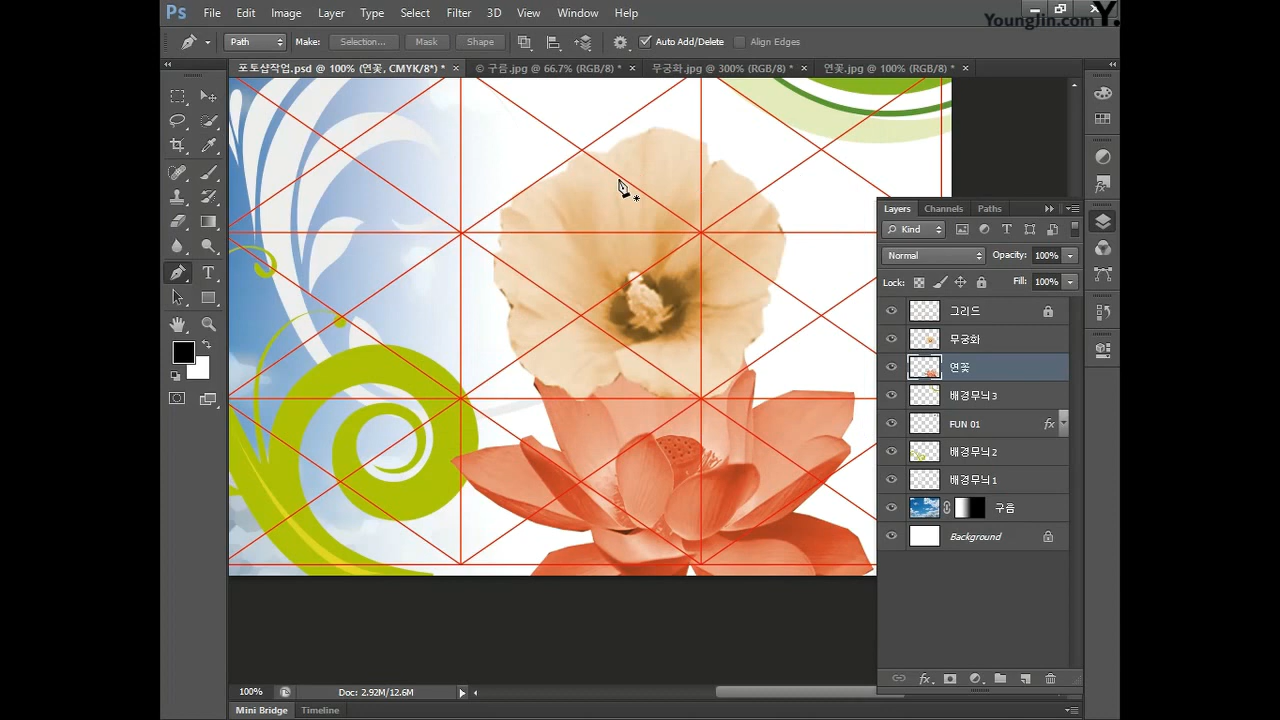 Ps File Edit Image Layer Type Select Filter 3D View Window Help
Younglin.com Y.
Path Make: Selection... Mask Shape Auto Add/Delete Align Edges
포토샵작업.psd @ 100% (연꽃, CMYK/8*) * × © 구름.jpg @ 66.7% (RGB/8) * × 무궁화.jpg @ 300% (RGB/8) * × 연꽃.jpg @ 100% (RGB/8) * ×
Layers Channels Paths
Kind
Normal Opacity: 100%
Lock: Fill: 100%
그리드
무궁화
연꽃
배경무늬3
FUN 01 fx
배경무늬2
배경무늬1
구름
Background
100% Doc: 2.92M/12.6M
Mini Bridge Timeline